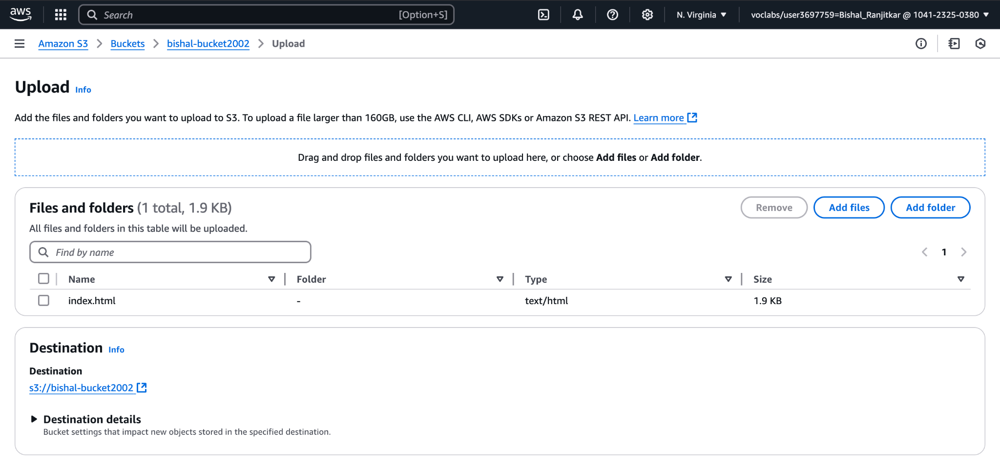 aws
Search [Option+S] N. Virginia voclabs/user3697759=Bishal_Ranjitkar @ 1041-2325-0380
Amazon S3 Buckets bishal-bucket2002 Upload
Upload Info
Add the files and folders you want to upload to S3. To upload a file larger than 160GB, use the AWS CLI, AWS SDKs or Amazon S3 REST API. Learn more
Drag and drop files and folders you want to upload here, or choose Add files or Add folder.
Files and folders (1 total, 1.9 KB) Remove Add files Add folder
All files and folders in this table will be uploaded.
Find by name 1
Name Folder Type Size
index.html - text/html 1.9 KB
Destination Info
Destination
s3://bishal-bucket2002
Destination details
Bucket settings that impact new objects stored in the specified destination.